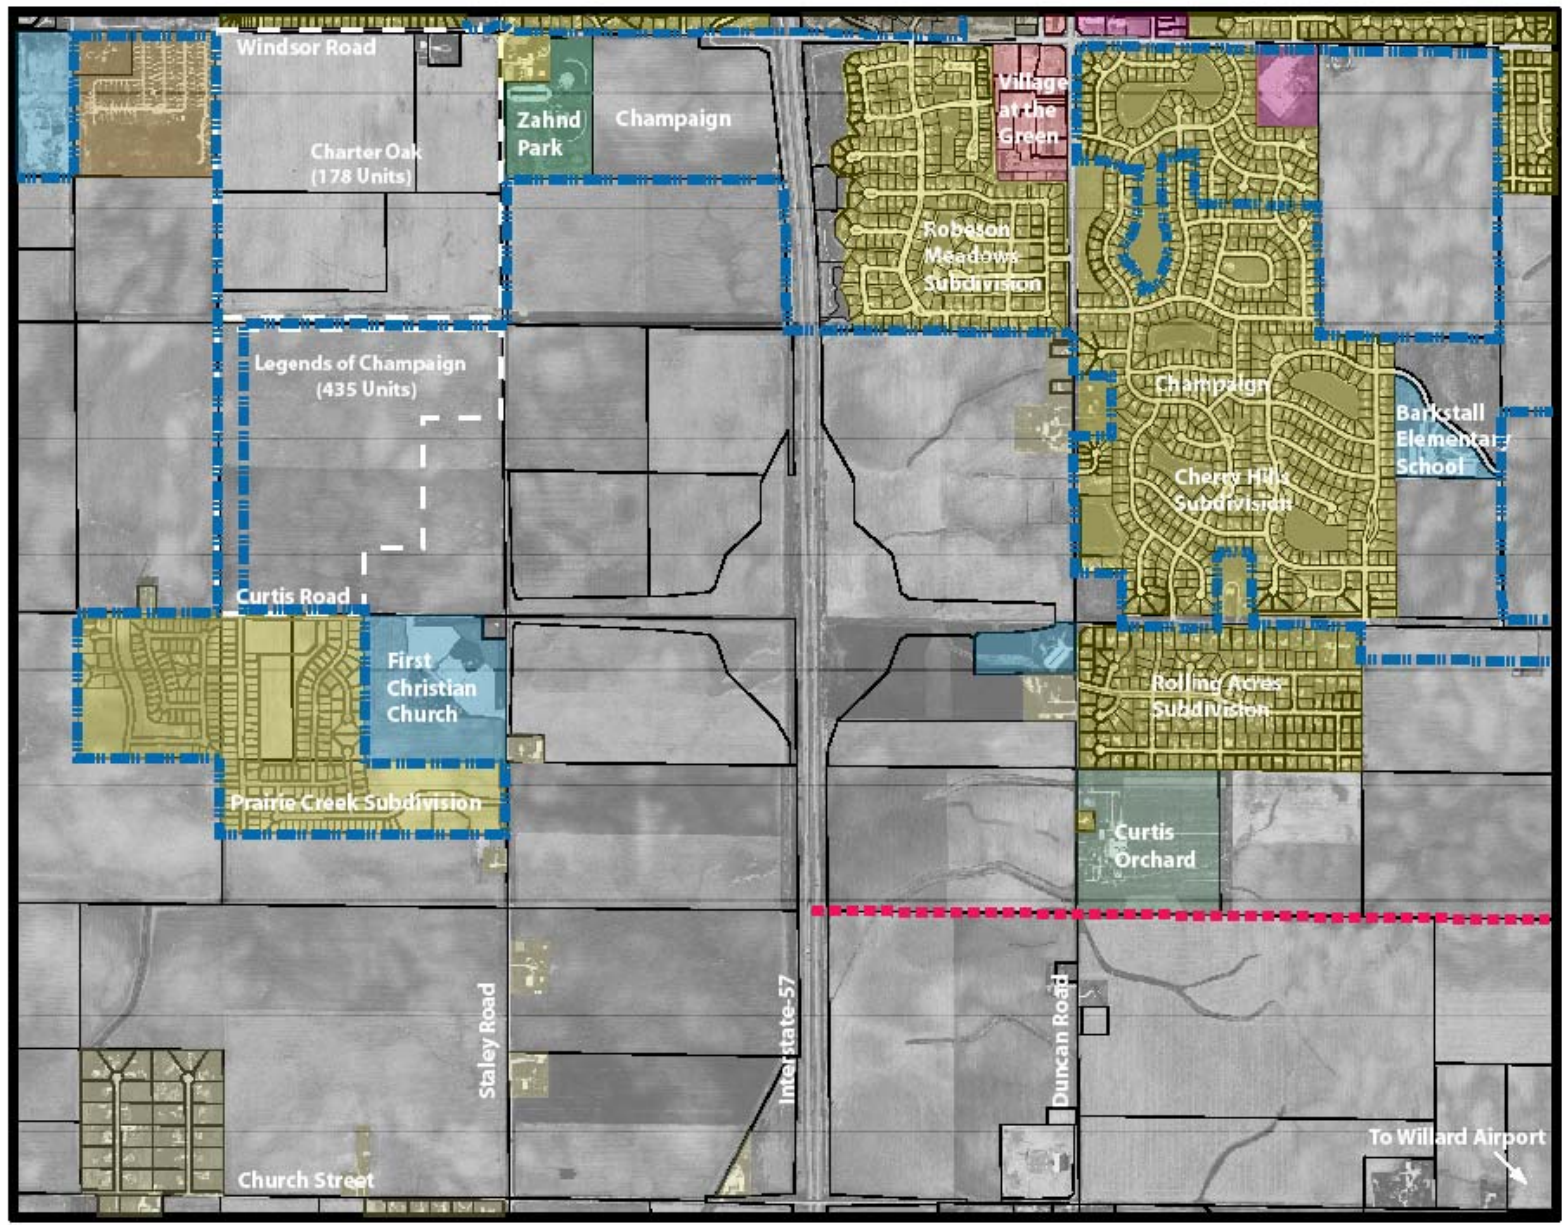 Windsor Road
Zahnd
Park
Champaign
Village
at the
Green
Charter Oak
(178 Units)
Robeson
Meadows
Subdivision
Legends of Champaign
(435 Units)
Champaign
Barkstall
Elementary
School
Cherry Hills
Subdivision
Curtis Road
First
Christian
Church
Rolling Acres
Subdivision
Prairie Creek Subdivision
Curtis
Orchard
Staley Road
Interstate-57
Duncan Road
To Willard Airport
Church Street